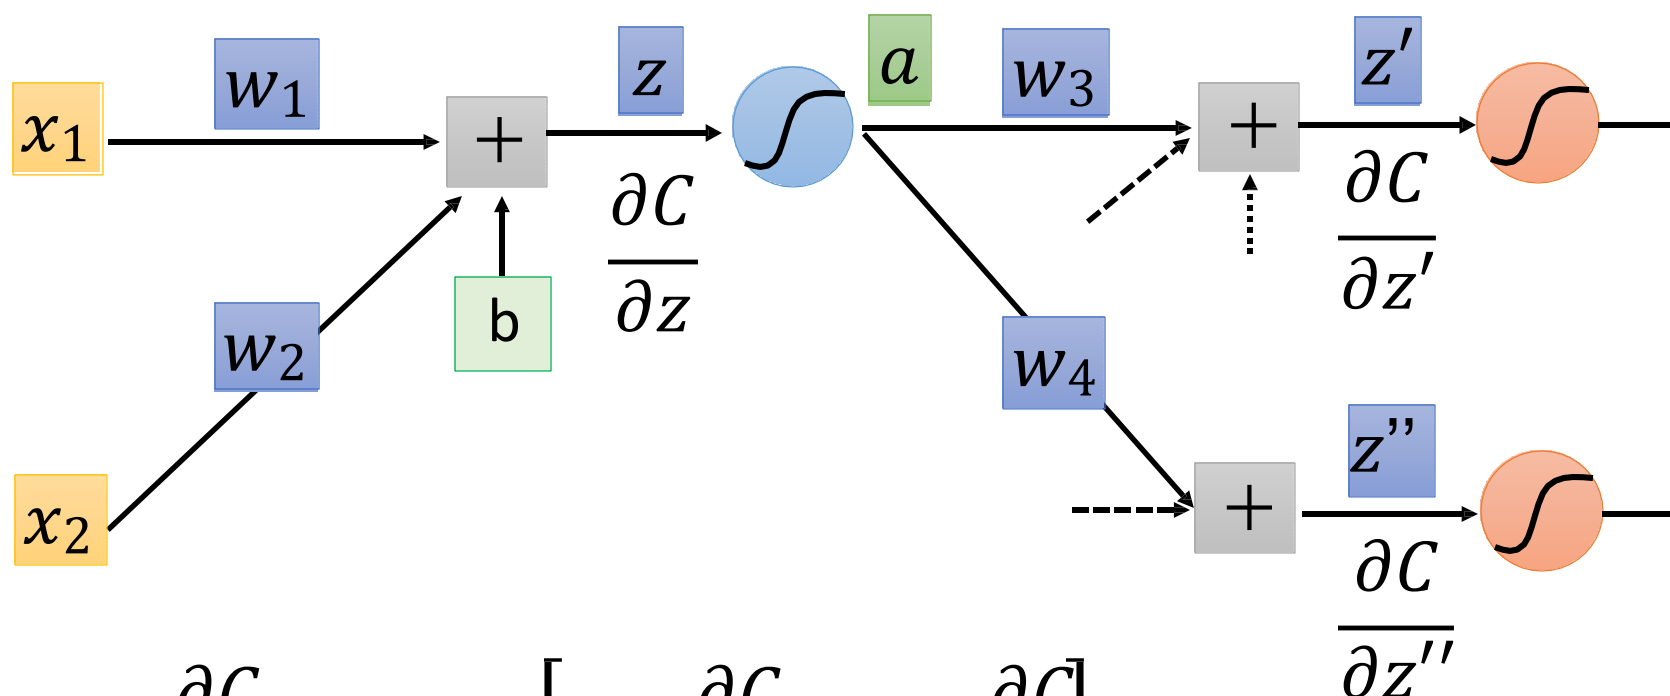 x₁ w₁ + z a w₃ + z′
∂C/∂z ∂C/∂z′
w₂ b w₄
x₂ + z’’
∂C/∂z′′
∂C [ ∂C ∂C ]